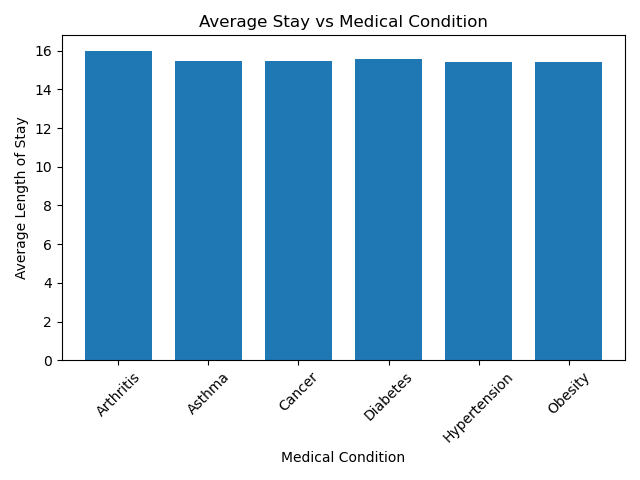 Average Stay vs Medical Condition
16
14
12
10
8
6
4
2
0
Average Length of Stay
Arthritis
Asthma
Cancer
Diabetes
Hypertension
Obesity
Medical Condition